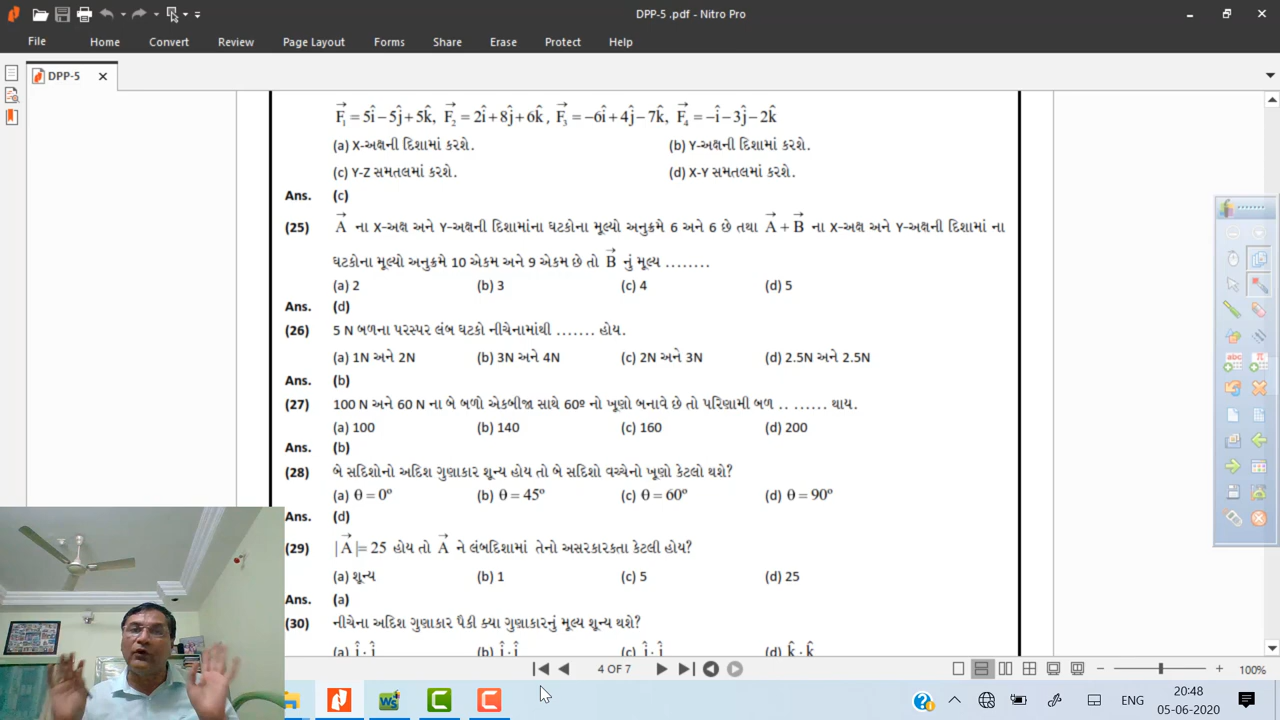 DPP-5 .pdf - Nitro Pro
File Home Convert Review Page Layout Forms Share Erase Protect Help
DPP-5
F₁ = 5î − 5ĵ + 5k̂, F₂ = 2î + 8ĵ + 6k̂, F₃ = −6î + 4ĵ − 7k̂, F₄ = −î − 3ĵ − 2k̂
(a) X-અક્ષની દિશામાં કરશે. (b) Y-અક્ષની દિશામાં કરશે.
(c) Y-Z સમતલમાં કરશે. (d) X-Y સમતલમાં કરશે.
Ans. (c)
(25) A⃗ ના X-અક્ષ અને Y-અક્ષની દિશામાંના ઘટકોના મૂલ્યો અનુક્રમે 6 અને 6 છે તથા A⃗ + B⃗ ના X-અક્ષ અને Y-અક્ષની દિશામાં ના
ઘટકોના મૂલ્યો અનુક્રમે 10 એકમ અને 9 એકમ છે તો B⃗ નું મૂલ્ય ........
(a) 2 (b) 3 (c) 4 (d) 5
Ans. (d)
(26) 5 N બળના પરસ્પર લંબ ઘટકો નીચેનામાંથી ....... હોય.
(a) 1N અને 2N (b) 3N અને 4N (c) 2N અને 3N (d) 2.5N અને 2.5N
Ans. (b)
(27) 100 N અને 60 N ના બે બળો એકબીજા સાથે 60º નો ખૂણો બનાવે છે તો પરિણામી બળ .. ...... થાય.
(a) 100 (b) 140 (c) 160 (d) 200
Ans. (b)
(28) બે સદિશોનો અદિશ ગુણાકાર શૂન્ય હોય તો બે સદિશો વચ્ચેનો ખૂણો કેટલો થશે?
(a) θ = 0º (b) θ = 45º (c) θ = 60º (d) θ = 90º
Ans. (d)
(29) |A⃗| = 25 હોય તો A⃗ ને લંબદિશામાં તેનો અસરકારકતા કેટલી હોય?
(a) શૂન્ય (b) 1 (c) 5 (d) 25
Ans. (a)
(30) નીચેના અદિશ ગુણાકાર પૈકી ક્યા ગુણાકારનું મૂલ્ય શૂન્ય થશે?
(a) (b) (c) (d) k̂ · k̂
4 OF 7 100%
ENG 20:48
05-06-2020